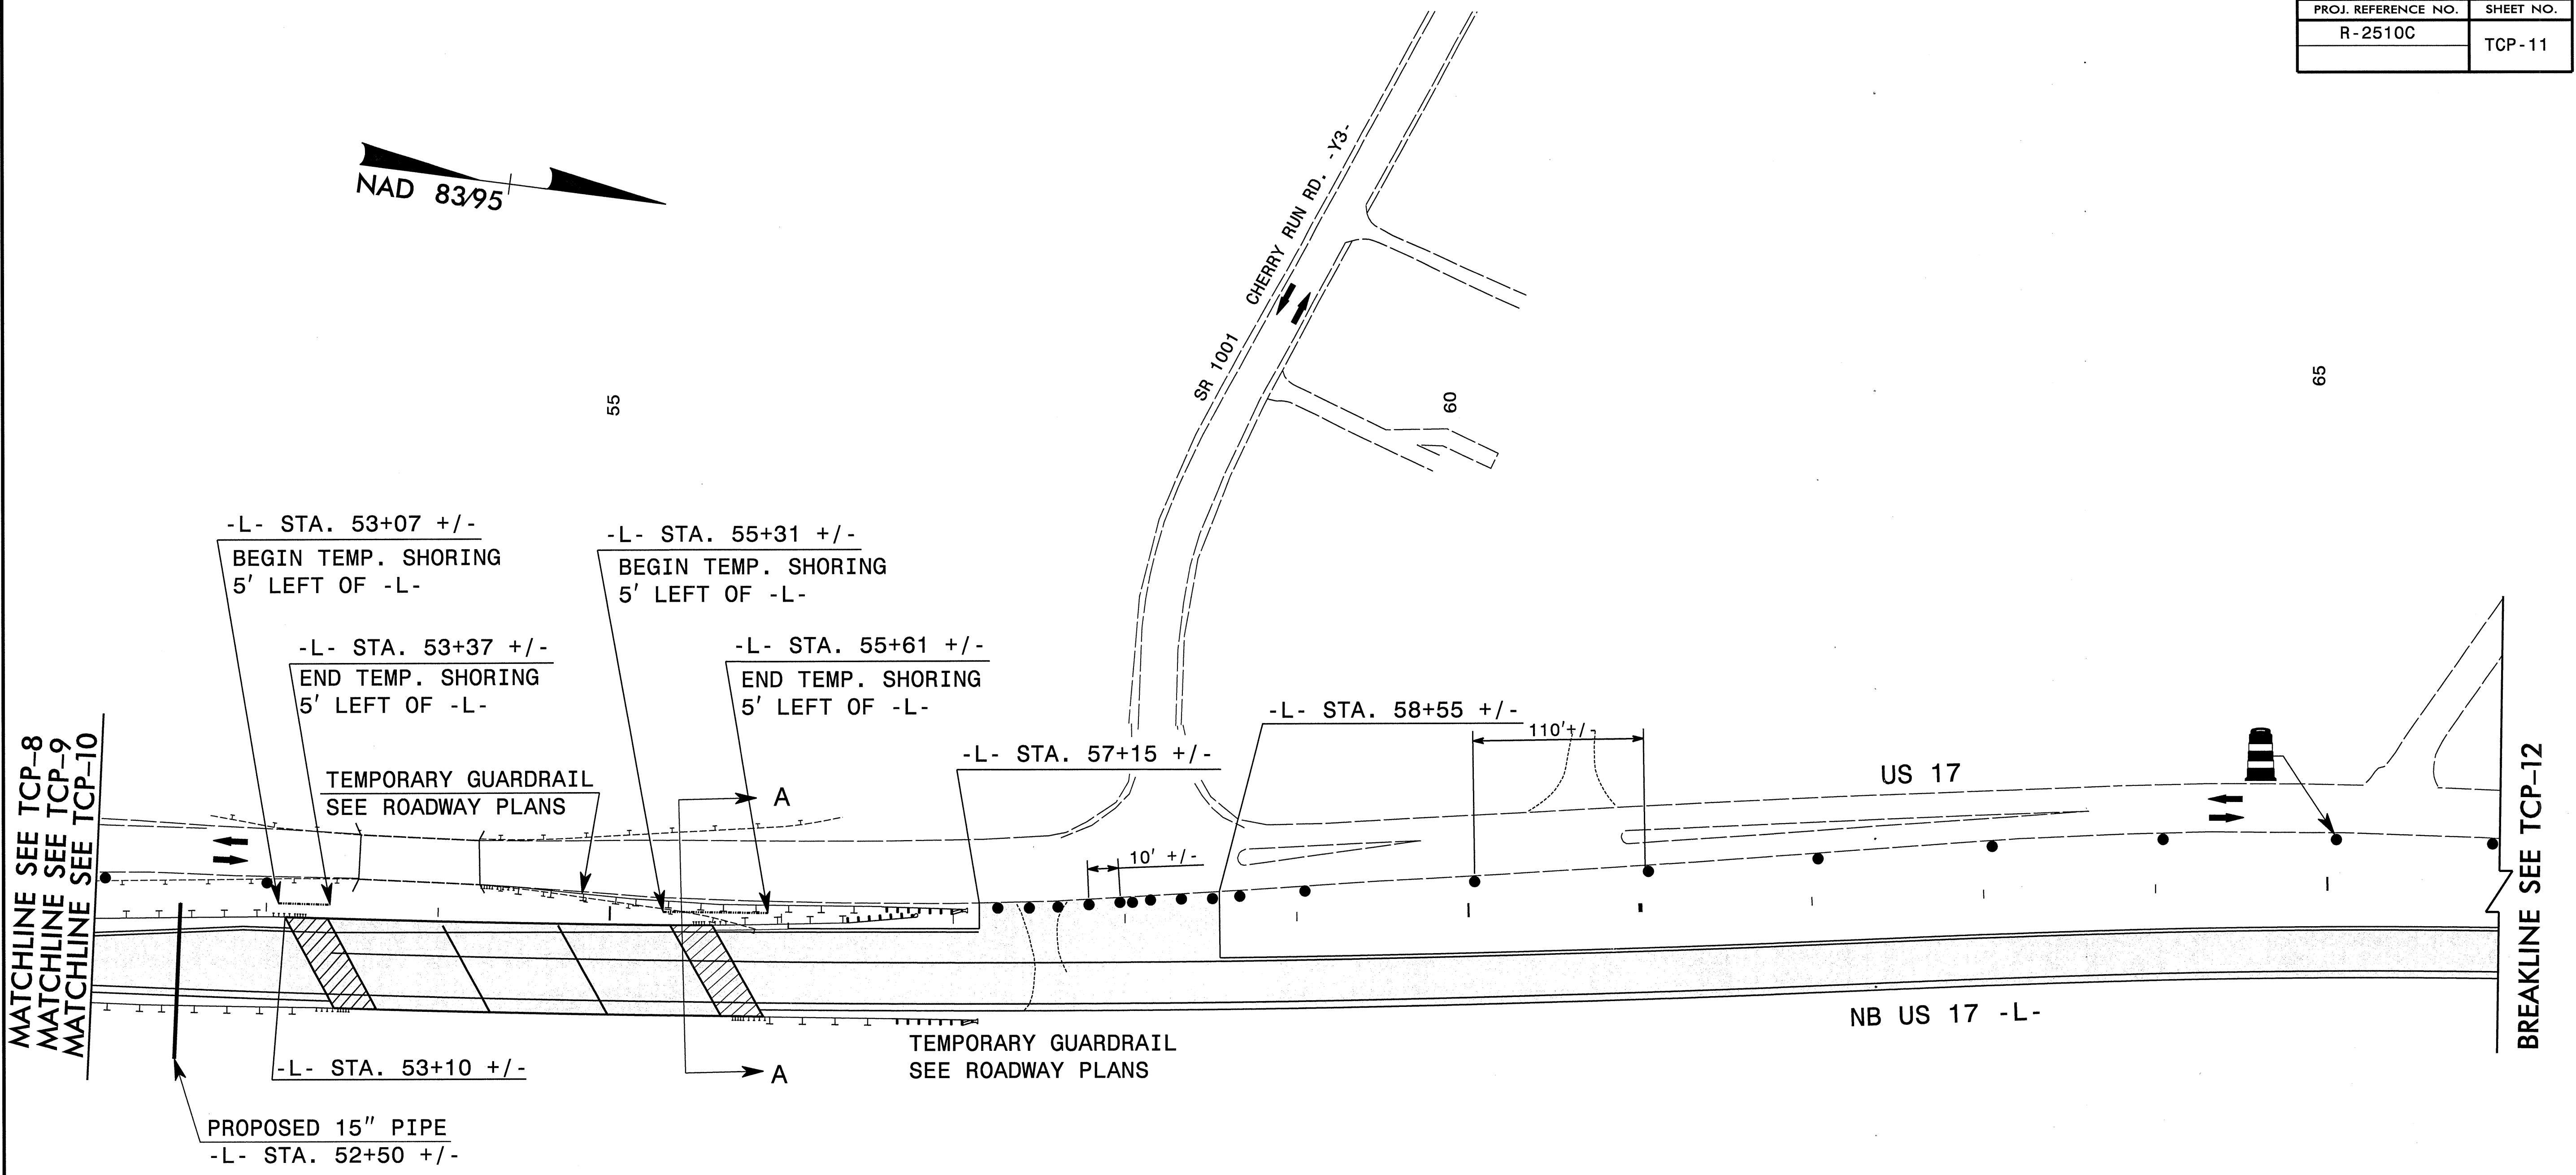 PROJ. REFERENCE NO.
SHEET NO.
R-2510C
TCP-11
NAD 83/95
SR 1001 CHERRY RUN RD. -Y3-
55
60
65
-L- STA. 53+07 +/-
BEGIN TEMP. SHORING
5' LEFT OF -L-
-L- STA. 55+31 +/-
BEGIN TEMP. SHORING
5' LEFT OF -L-
-L- STA. 53+37 +/-
END TEMP. SHORING
5' LEFT OF -L-
-L- STA. 55+61 +/-
END TEMP. SHORING
5' LEFT OF -L-
-L- STA. 58+55 +/-
110'+/-
-L- STA. 57+15 +/-
TEMPORARY GUARDRAIL
SEE ROADWAY PLANS
A
US 17
10' +/-
MATCHLINE SEE TCP-8
MATCHLINE SEE TCP-9
MATCHLINE SEE TCP-10
BREAKLINE SEE TCP-12
NB US 17 -L-
TEMPORARY GUARDRAIL
SEE ROADWAY PLANS
A
-L- STA. 53+10 +/-
PROPOSED 15" PIPE
-L- STA. 52+50 +/-